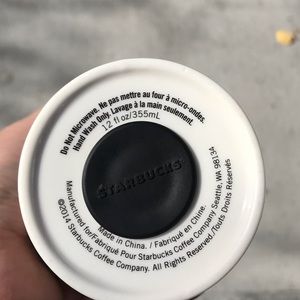 Do Not Microwave. Ne pas mettre au four à micro-ondes.
Hand Wash Only. Lavage à la main seulement.
12 fl oz/355mL
STARBUCKS
Made in China. / Fabriqué en Chine.
Manufactured for/Fabriqué Pour Starbucks Coffee Company Seattle, WA 98134
©2014 Starbucks Coffee Company. All Rights Reserved./Touts Droits Réservés